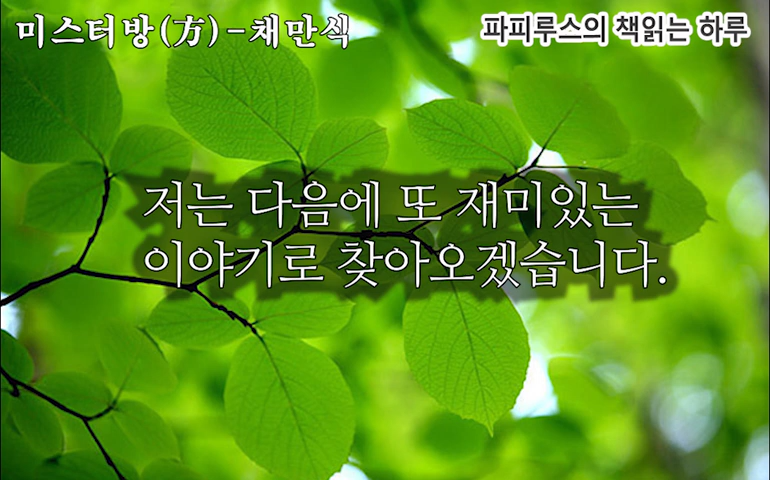 미스터방(方)-채만식
파피루스의 책읽는 하루
저는 다음에 또 재미있는
이야기로 찾아오겠습니다.